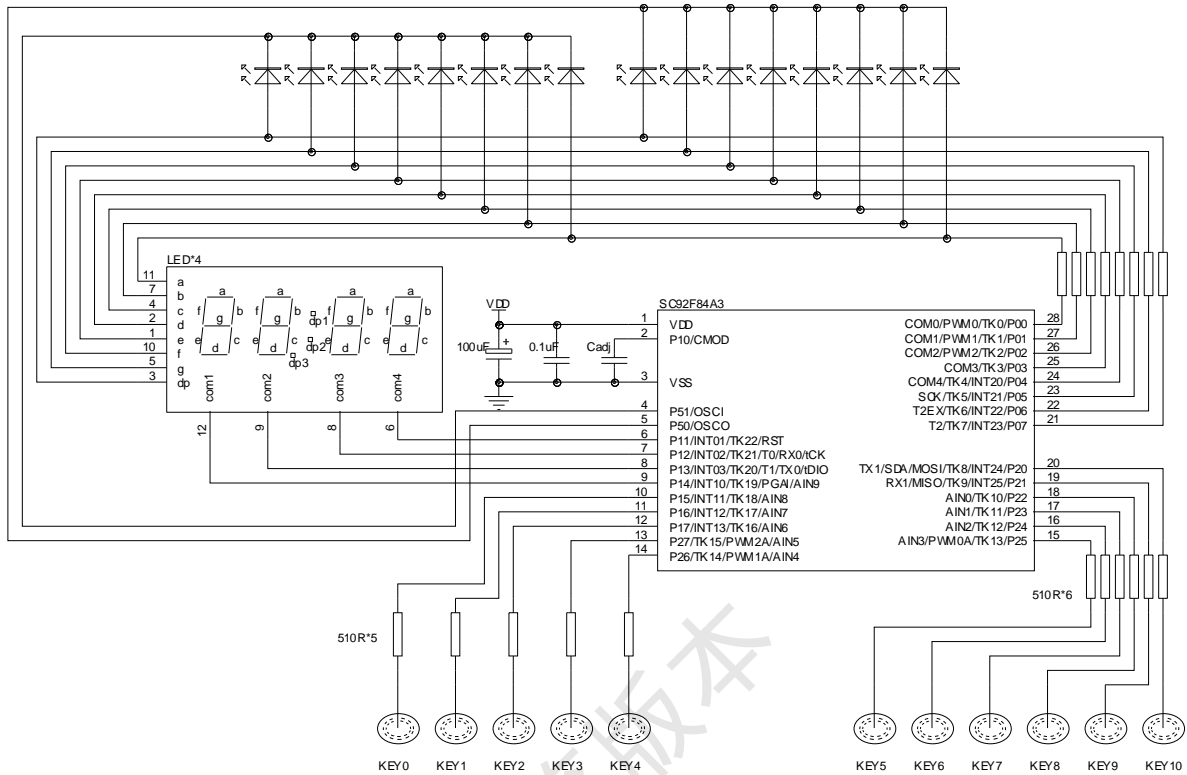 LED*4
11 a
7 b
4 c
2 d
1 e
10 f
5 g
3 dp
a a a a
f b f b f b f b
g g g g
e c e c e c e c
d d d d
dp1
dp2
dp3
com1 com2 com3 com4
12 9 8 6
VDD
100uF + 0.1uF Cadj
SC92F84A3
1 VDD
2 P10/CMOD
3 VSS
4 P51/OSCI
5 P50/OSCO
6 P11/INT01/TK22/RST
7 P12/INT02/TK21/T0/RX0/tCK
8 P13/INT03/TK20/T1/TX0/tDIO
9 P14/INT10/TK19/PGAI/AIN9
10 P15/INT11/TK18/AIN8
11 P16/INT12/TK17/AIN7
12 P17/INT13/TK16/AIN6
13 P27/TK15/PWM2A/AIN5
14 P26/TK14/PWM1A/AIN4
COM0/PWM0/TK0/P00 28
COM1/PWM1/TK1/P01 27
COM2/PWM2/TK2/P02 26
COM3/TK3/P03 25
COM4/TK4/INT20/P04 24
SCK/TK5/INT21/P05 23
T2EX/TK6/INT22/P06 22
T2/TK7/INT23/P07 21
TX1/SDA/MOSI/TK8/INT24/P20 20
RX1/MISO/TK9/INT25/P21 19
AIN0/TK10/P22 18
AIN1/TK11/P23 17
AIN2/TK12/P24 16
AIN3/PWM0A/TK13/P25 15
510R*5
510R*6
KEY0 KEY1 KEY2 KEY3 KEY4 KEY5 KEY6 KEY7 KEY8 KEY9 KEY10
版本